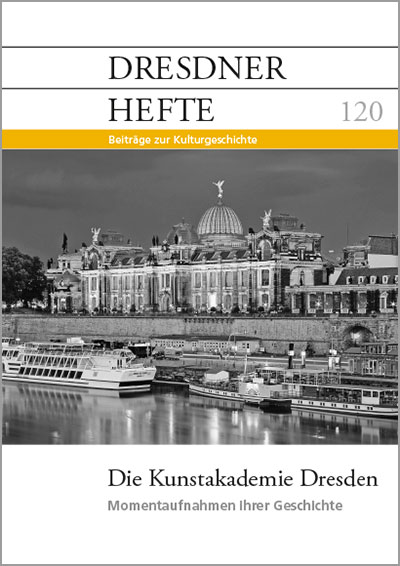 DRESDNER
HEFTE 120
Beiträge zur Kulturgeschichte
Die Kunstakademie Dresden
Momentaufnahmen ihrer Geschichte